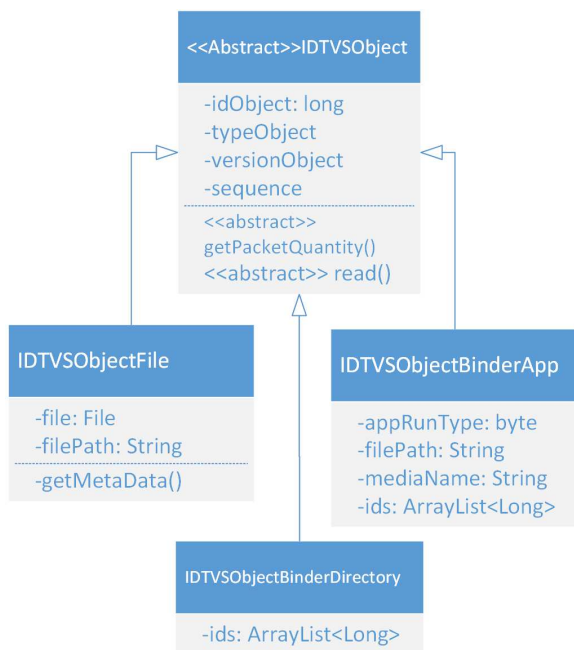 <<Abstract>>IDTVSObject
-idObject: long
-typeObject
-versionObject
-sequence
<<abstract>>
getPacketQuantity()
<<abstract>> read()
IDTVSObjectFile
-file: File
-filePath: String
-getMetaData()
IDTVSObjectBinderApp
-appRunType: byte
-filePath: String
-mediaName: String
-ids: ArrayList<Long>
IDTVSObjectBinderDirectory
-ids: ArrayList<Long>